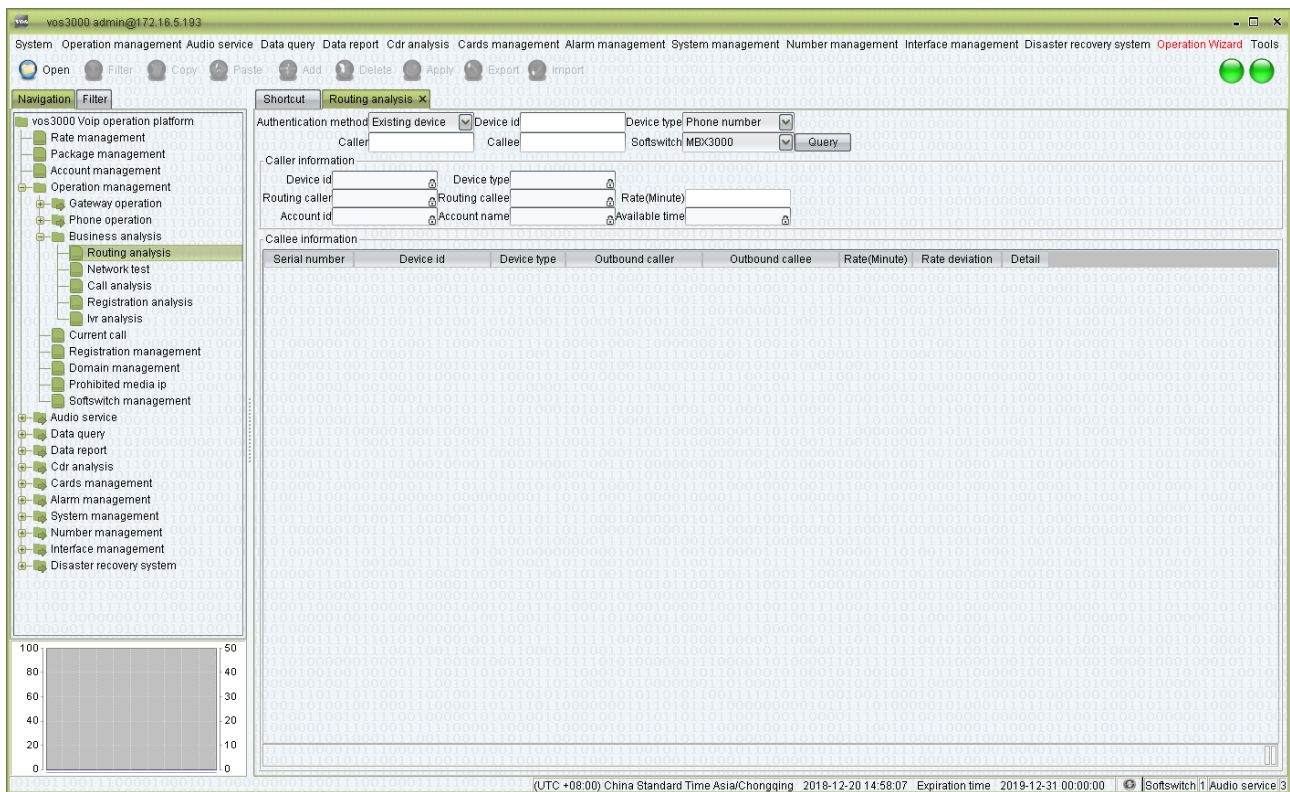 vos3000 admin@172.16.5.193
System Operation management Audio service Data query Data report Cdr analysis Cards management Alarm management System management Number management Interface management Disaster recovery system Operation Wizard Tools
Open Filter Copy Paste Add Delete Apply Export Import
Navigation Filter
vos3000 Voip operation platform
Rate management
Package management
Account management
Operation management
Gateway operation
Phone operation
Business analysis
Routing analysis
Network test
Call analysis
Registration analysis
Ivr analysis
Current call
Registration management
Domain management
Prohibited media ip
Softswitch management
Audio service
Data query
Data report
Cdr analysis
Cards management
Alarm management
System management
Number management
Interface management
Disaster recovery system
100 50
80 40
60 30
40 20
20 10
0 0
Shortcut Routing analysis
Authentication method Existing device Device id Device type Phone number
Caller Callee Softswitch MBX3000 Query
Caller information
Device id Device type
Routing caller Routing callee Rate(Minute)
Account id Account name Available time
Callee information
Serial number Device id Device type Outbound caller Outbound callee Rate(Minute) Rate deviation Detail
(UTC +08:00) China Standard Time Asia/Chongqing 2018-12-20 14:58:07 Expiration time 2019-12-31 00:00:00 Softswitch 1 Audio service 3